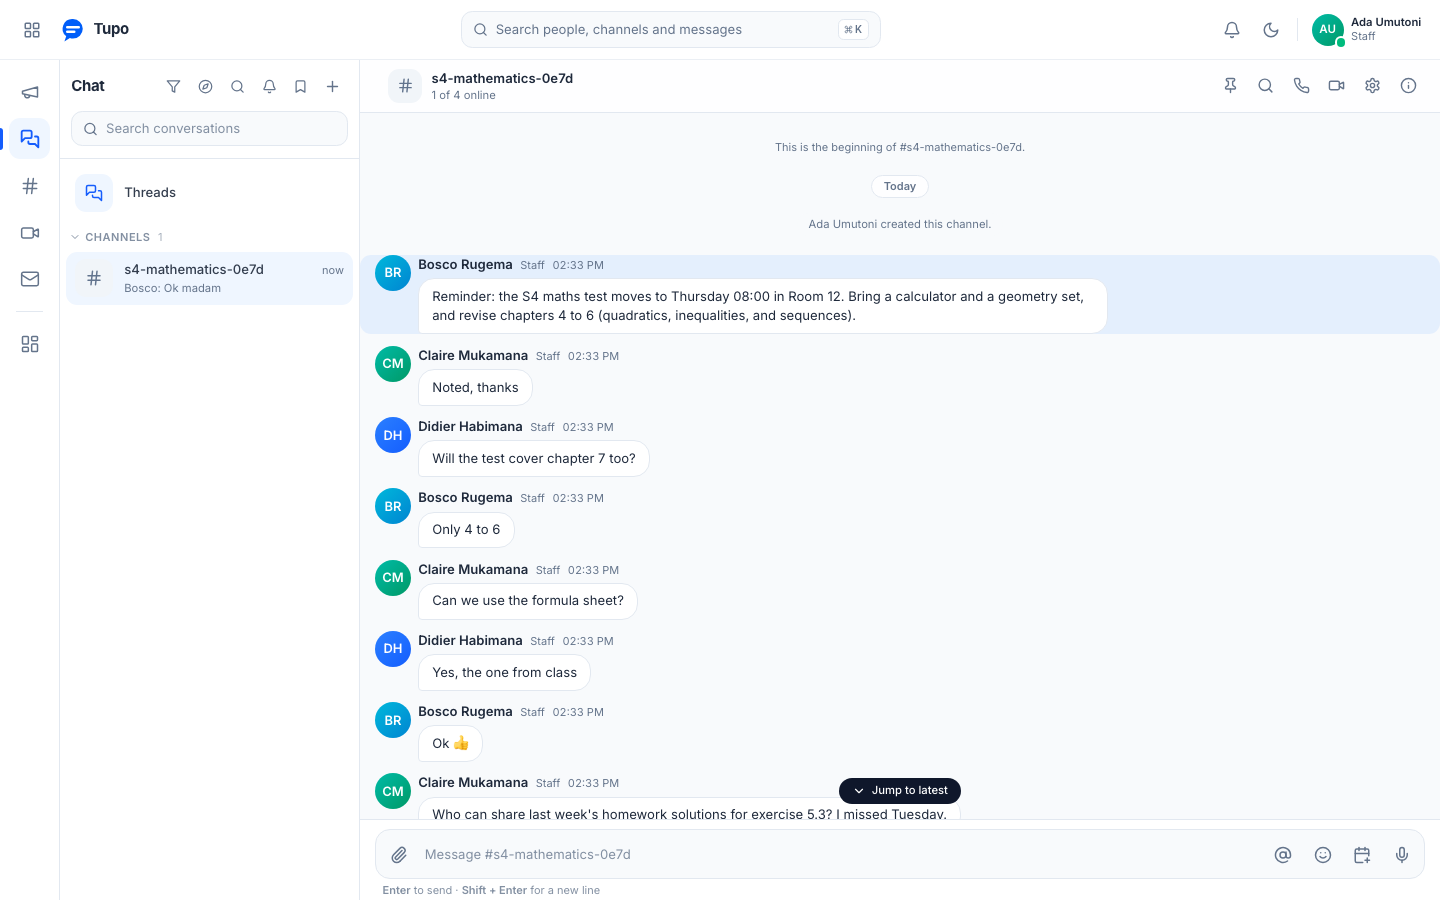 Tupo
Search people, channels and messages
⌘K
AU
Ada Umutoni
Staff
Chat
Search conversations
Threads
CHANNELS 1
s4-mathematics-0e7d now
Bosco: Ok madam
s4-mathematics-0e7d
1 of 4 online
This is the beginning of #s4-mathematics-0e7d.
Today
Ada Umutoni created this channel.
BR
Bosco Rugema Staff 02:33 PM
Reminder: the S4 maths test moves to Thursday 08:00 in Room 12. Bring a calculator and a geometry set,
and revise chapters 4 to 6 (quadratics, inequalities, and sequences).
CM
Claire Mukamana Staff 02:33 PM
Noted, thanks
DH
Didier Habimana Staff 02:33 PM
Will the test cover chapter 7 too?
BR
Bosco Rugema Staff 02:33 PM
Only 4 to 6
CM
Claire Mukamana Staff 02:33 PM
Can we use the formula sheet?
DH
Didier Habimana Staff 02:33 PM
Yes, the one from class
BR
Bosco Rugema Staff 02:33 PM
Ok 👍
CM
Claire Mukamana Staff 02:33 PM
Jump to latest
Who can share last week's homework solutions for exercise 5.3? I missed Tuesday.
Message #s4-mathematics-0e7d
Enter to send · Shift + Enter for a new line